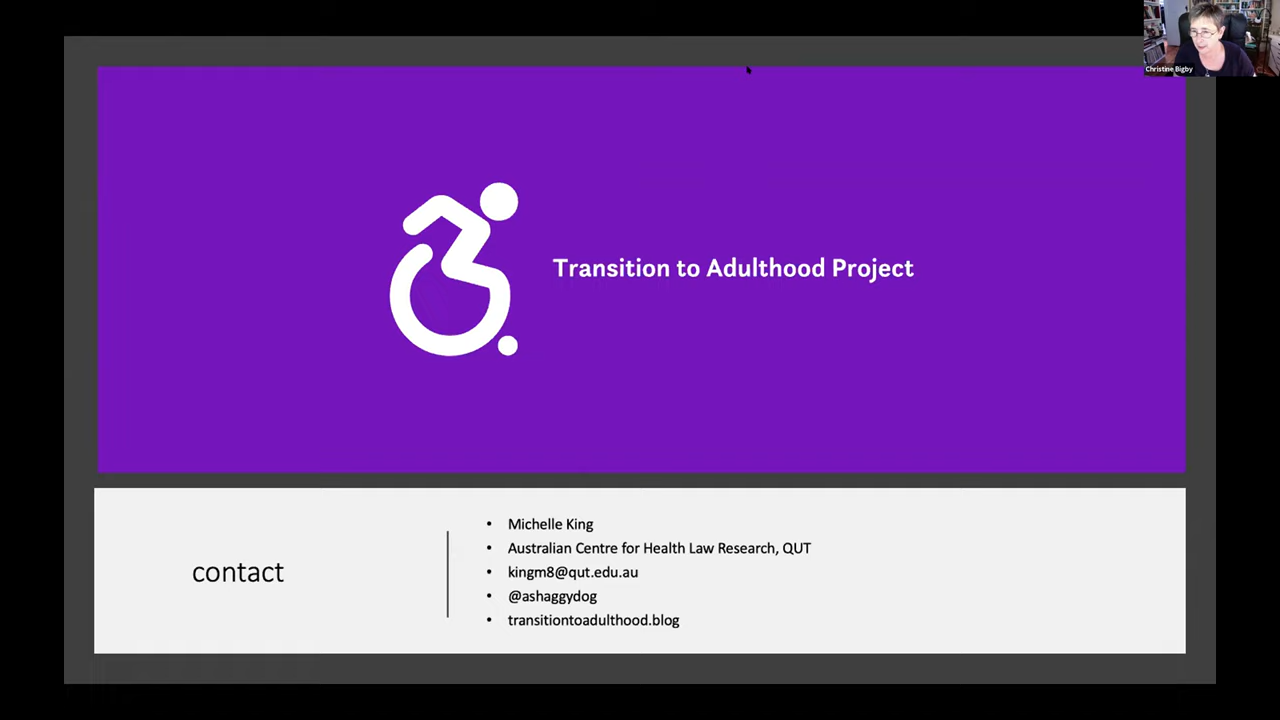 Christine Bigby
Transition to Adulthood Project
contact
• Michelle King
• Australian Centre for Health Law Research, QUT
• kingm8@qut.edu.au
• @ashaggydog
• transitiontoadulthood.blog